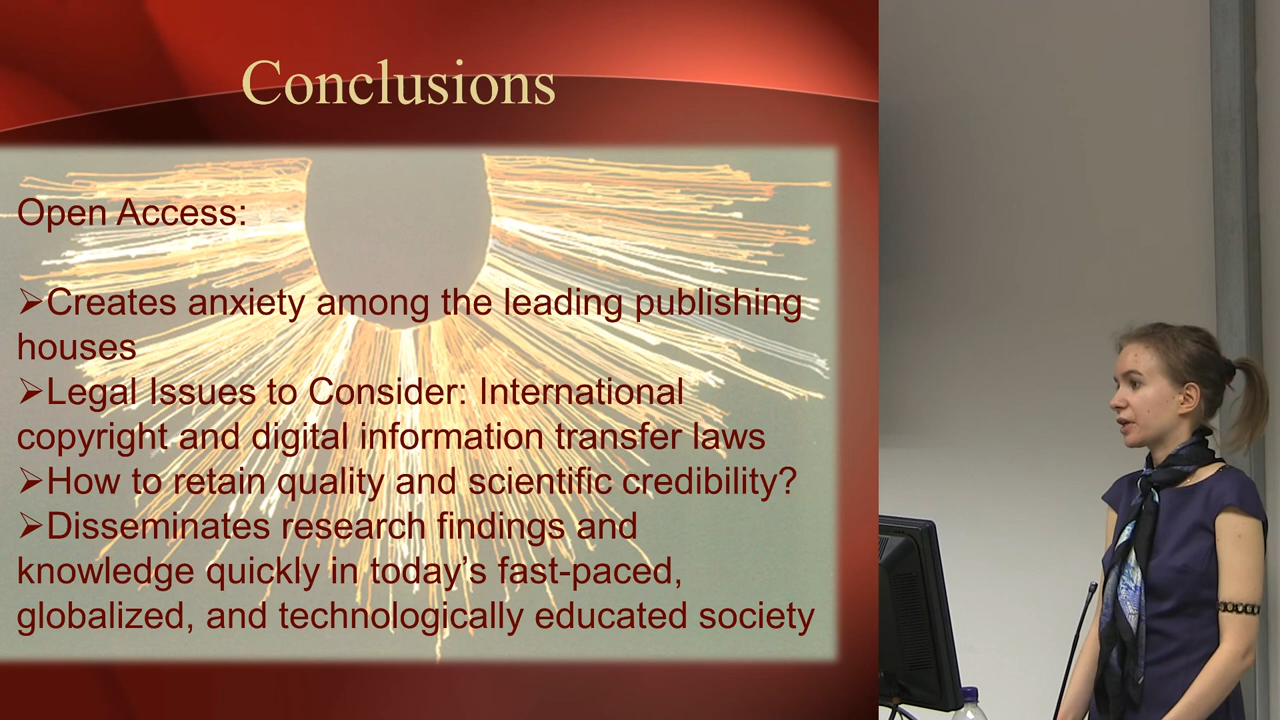 Conclusions
Open Access:
➢Creates anxiety among the leading publishing
houses
➢Legal Issues to Consider: International
copyright and digital information transfer laws
➢How to retain quality and scientific credibility?
➢Disseminates research findings and
knowledge quickly in today’s fast-paced,
globalized, and technologically educated society